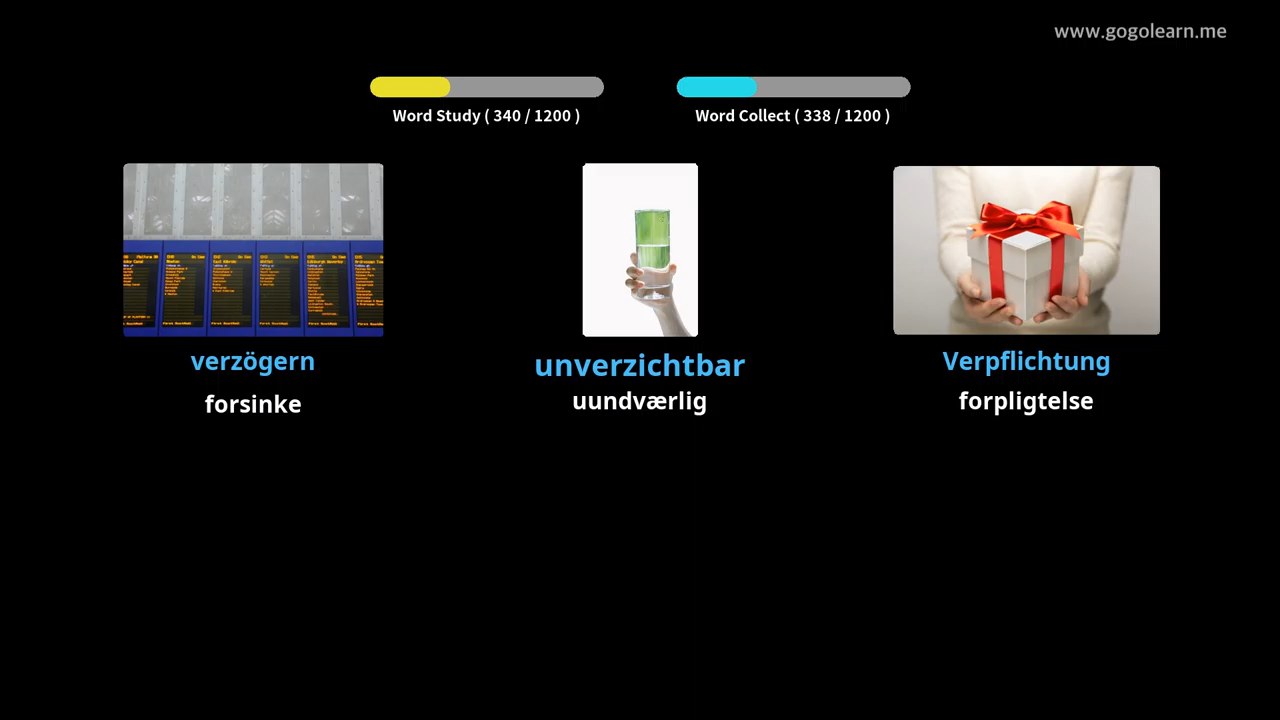 www.gogolearn.me
Word Study ( 340 / 1200 )
Word Collect ( 338 / 1200 )
verzögern
unverzichtbar
Verpflichtung
forsinke
uundværlig
forpligtelse